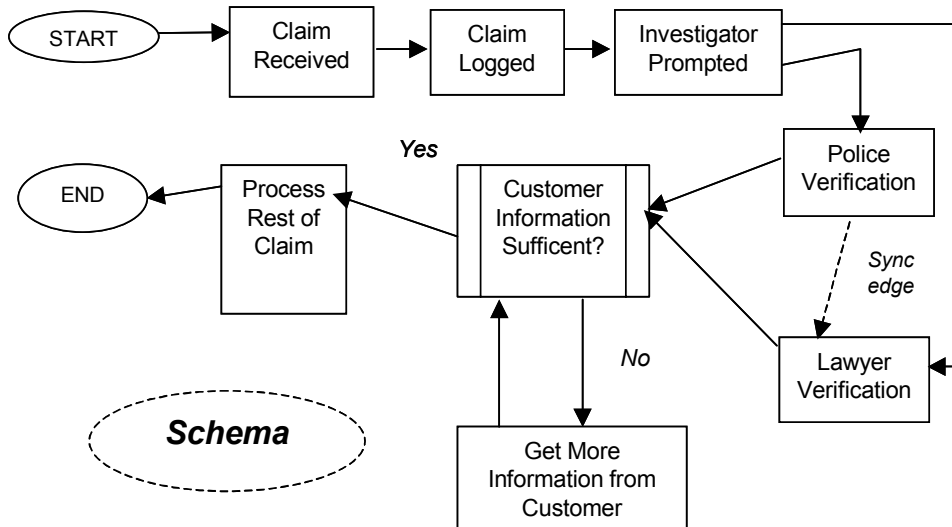 START
Claim
Received
Claim
Logged
Investigator
Prompted
Police
Verification
Sync
edge
Lawyer
Verification
Customer
Information
Sufficent?
Yes
Process
Rest of
Claim
END
No
Get More
Information from
Customer
Schema